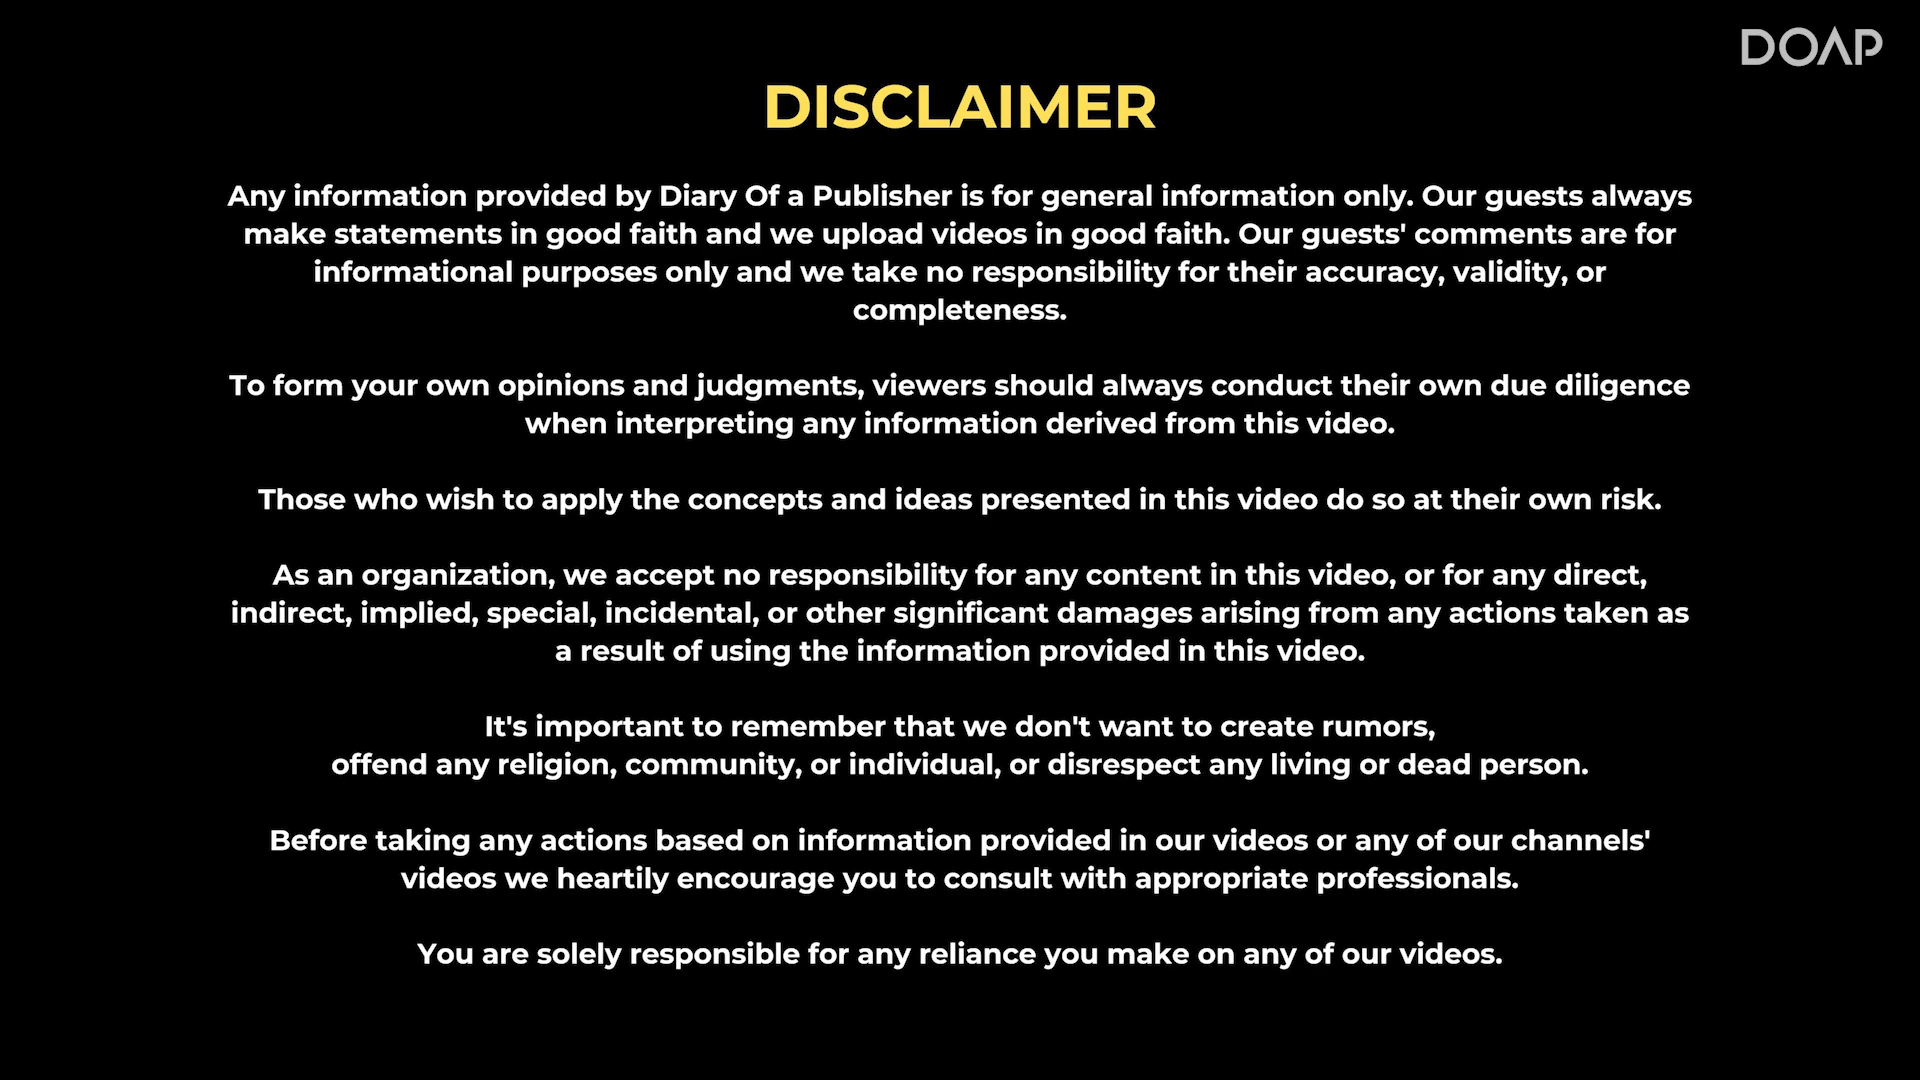 DOAP
DISCLAIMER
Any information provided by Diary Of a Publisher is for general information only. Our guests always
make statements in good faith and we upload videos in good faith. Our guests' comments are for
informational purposes only and we take no responsibility for their accuracy, validity, or
completeness.
To form your own opinions and judgments, viewers should always conduct their own due diligence
when interpreting any information derived from this video.
Those who wish to apply the concepts and ideas presented in this video do so at their own risk.
As an organization, we accept no responsibility for any content in this video, or for any direct,
indirect, implied, special, incidental, or other significant damages arising from any actions taken as
a result of using the information provided in this video.
It's important to remember that we don't want to create rumors,
offend any religion, community, or individual, or disrespect any living or dead person.
Before taking any actions based on information provided in our videos or any of our channels'
videos we heartily encourage you to consult with appropriate professionals.
You are solely responsible for any reliance you make on any of our videos.